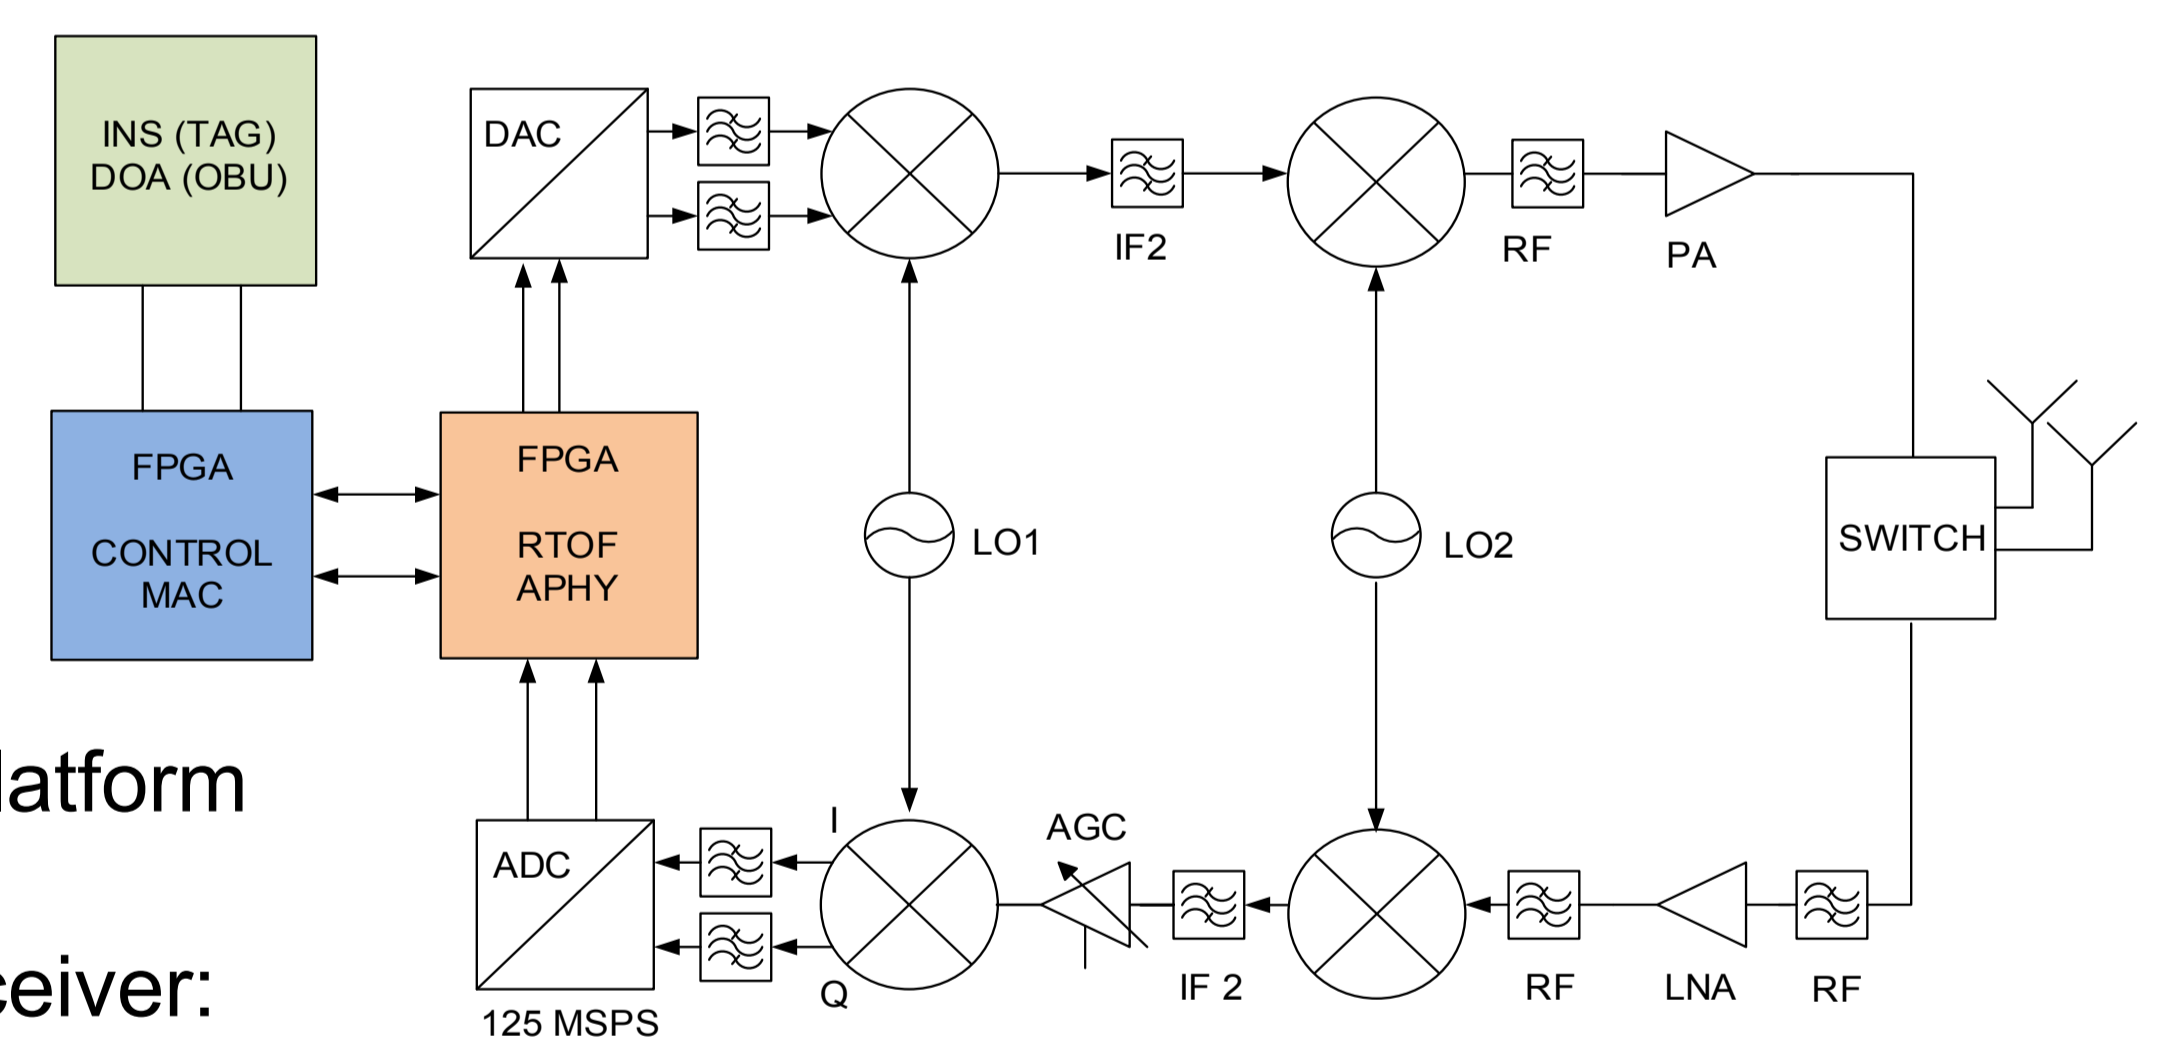 INS (TAG)
DOA (OBU)
DAC
IF2
RF
PA
FPGA
CONTROL
MAC
FPGA
RTOF
APHY
LO1
LO2
SWITCH
latform
AGC
I
ADC
Q
125 MSPS
IF 2
RF
LNA
RF
ceiver: